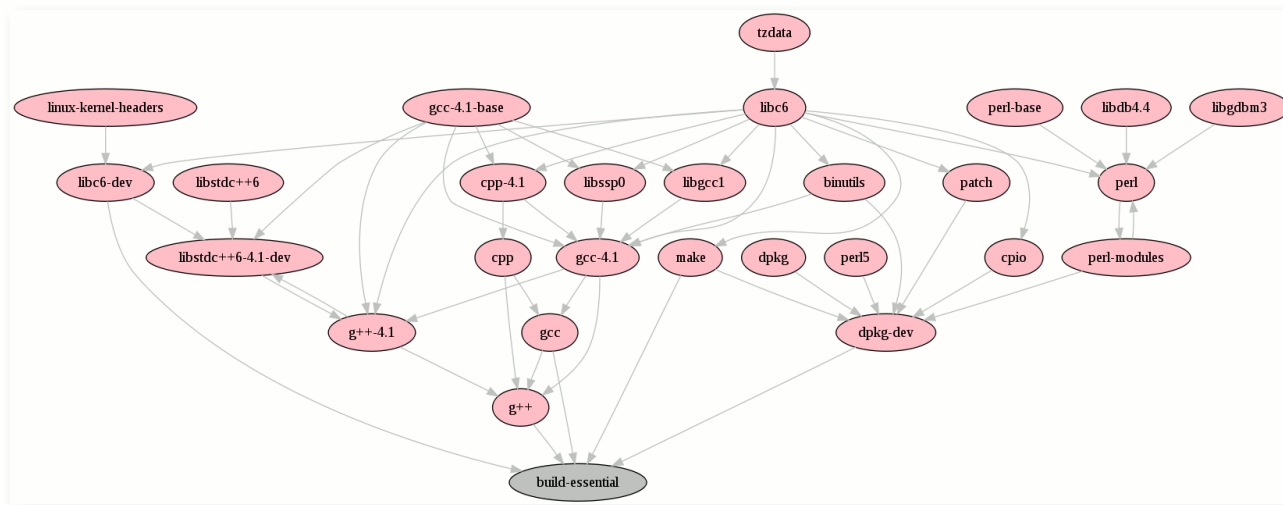 tzdata
linux-kernel-headers
gcc-4.1-base
libc6
perl-base
libdb4.4
libgdbm3
libc6-dev
libstdc++6
cpp-4.1
libssp0
libgcc1
binutils
patch
perl
libstdc++6-4.1-dev
cpp
gcc-4.1
make
dpkg
perl5
cpio
perl-modules
g++-4.1
gcc
dpkg-dev
g++
build-essential